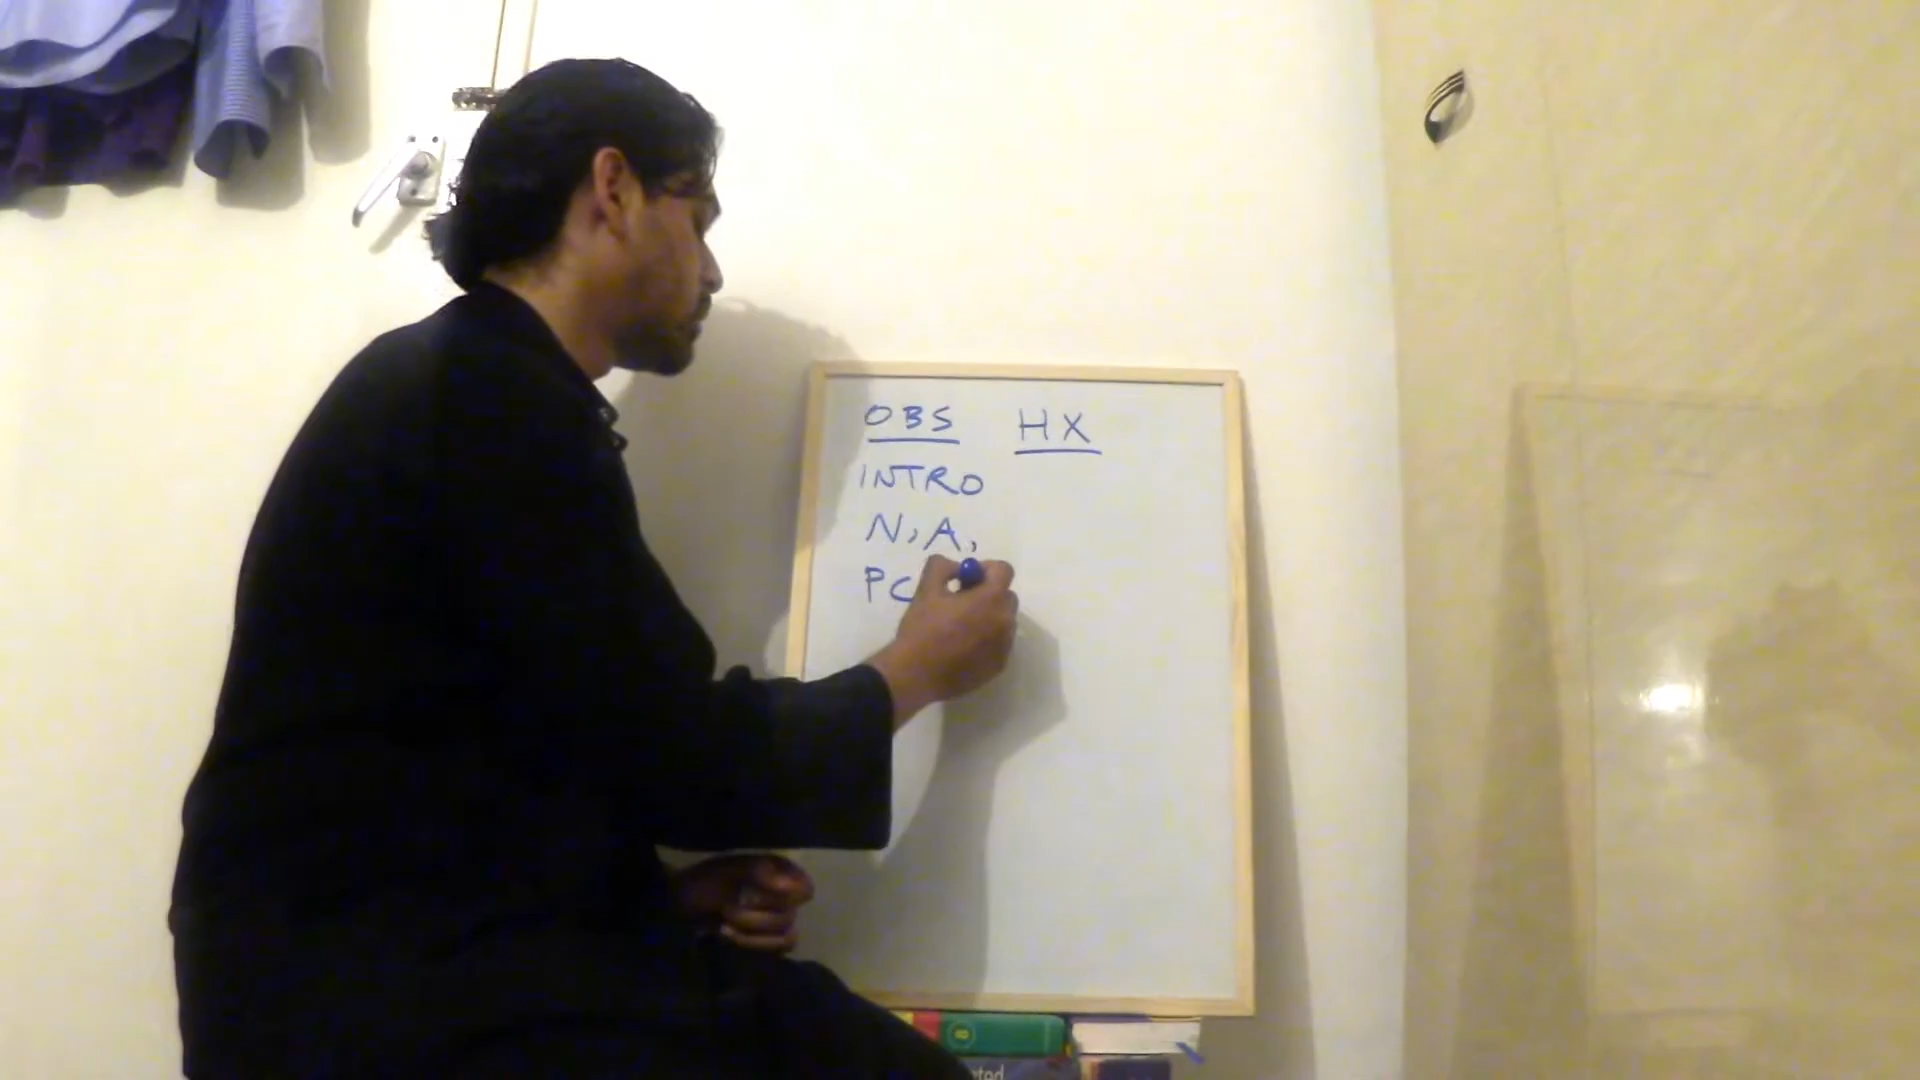 OBS HX
INTRO
N, A,
PC